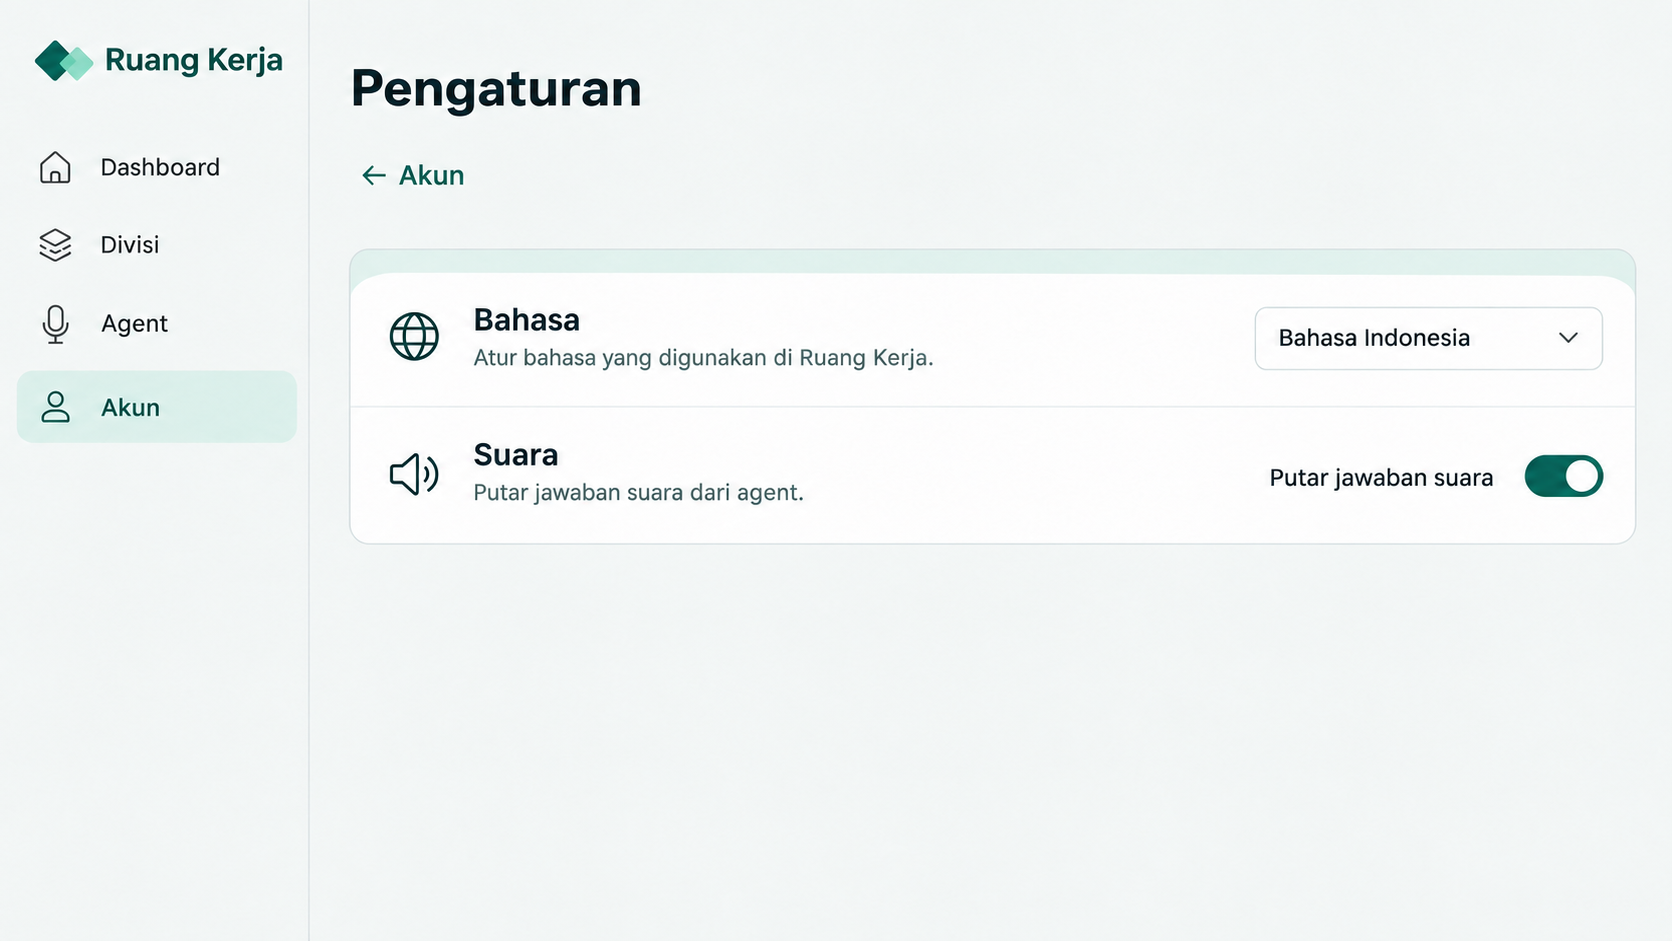 Ruang Kerja
Dashboard
Divisi
Agent
Akun
Pengaturan
← Akun
Bahasa
Atur bahasa yang digunakan di Ruang Kerja.
Bahasa Indonesia
Suara
Putar jawaban suara dari agent.
Putar jawaban suara